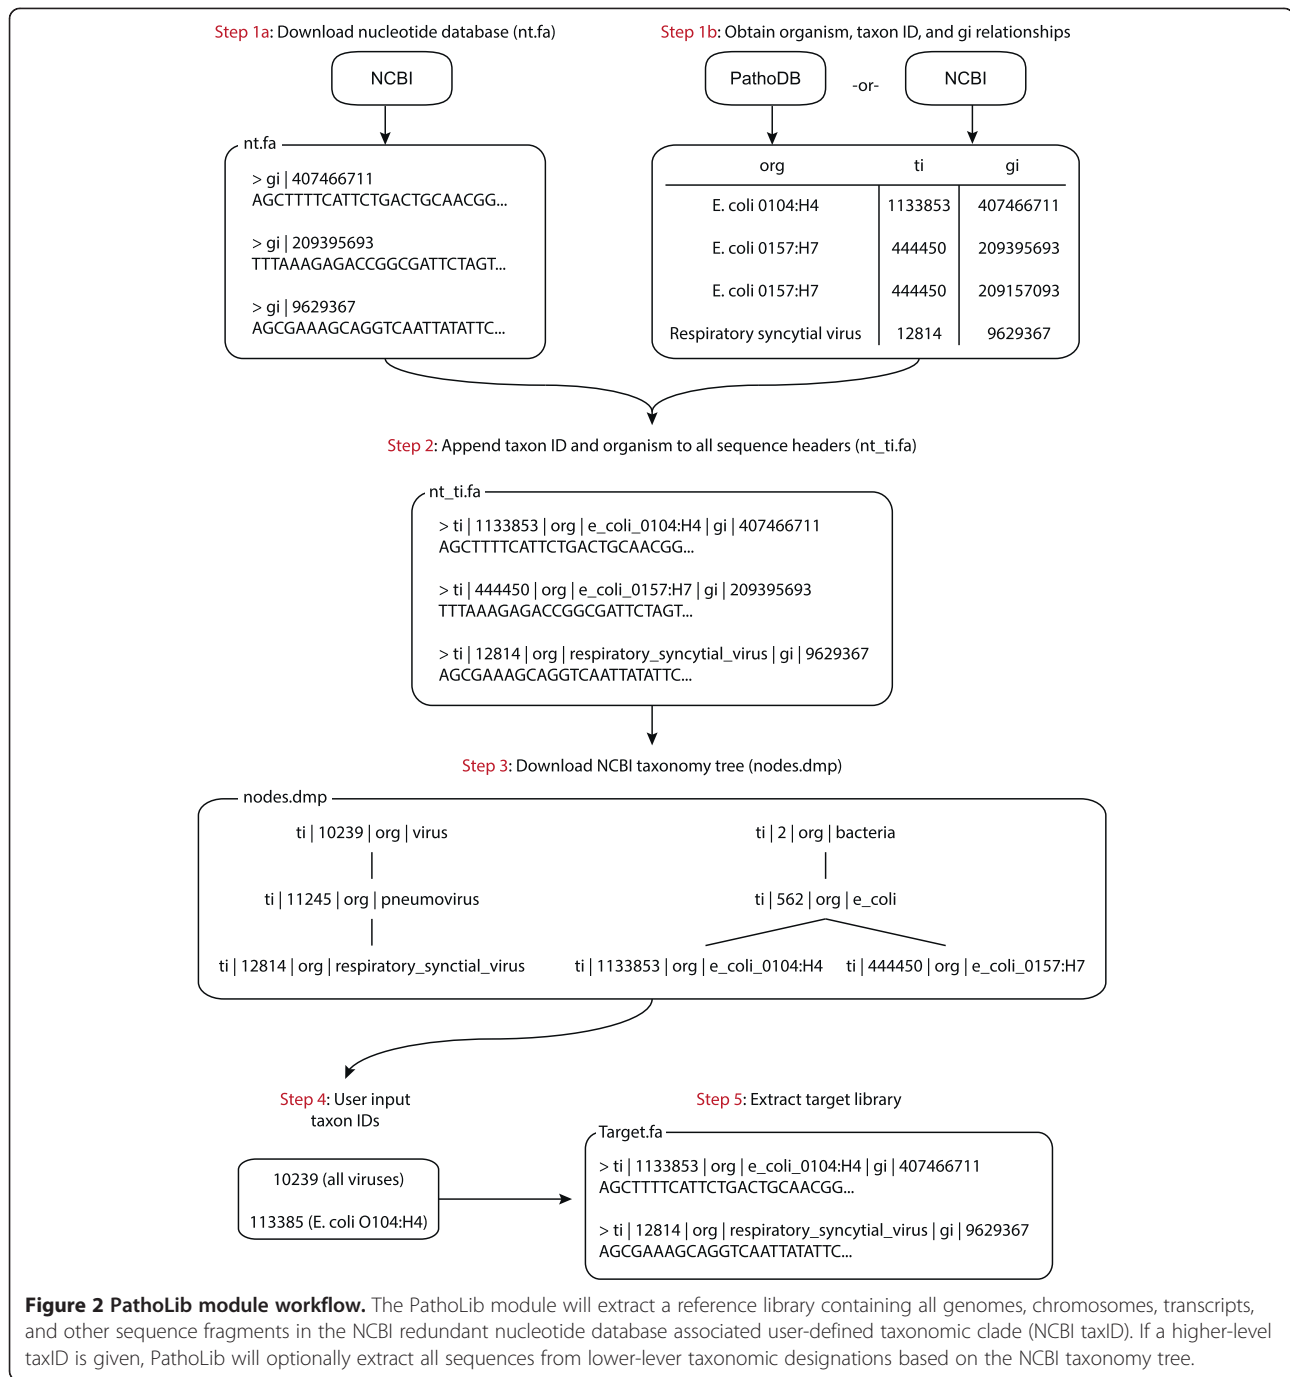 Step 1a: Download nucleotide database (nt.fa)
Step 1b: Obtain organism, taxon ID, and gi relationships
NCBI
PathoDB
-or-
NCBI
nt.fa
> gi | 407466711
AGCTTTTCATTCTGACTGCAACGG...
> gi | 209395693
TTTAAAGAGACCGGCGATTCTAGT...
> gi | 9629367
AGCGAAAGCAGGTCAATTATATTC...
org ti gi
E. coli 0104:H4 1133853 407466711
E. coli 0157:H7 444450 209395693
E. coli 0157:H7 444450 209157093
Respiratory syncytial virus 12814 9629367
Step 2: Append taxon ID and organism to all sequence headers (nt_ti.fa)
nt_ti.fa
> ti | 1133853 | org | e_coli_0104:H4 | gi | 407466711
AGCTTTTCATTCTGACTGCAACGG...
> ti | 444450 | org | e_coli_0157:H7 | gi | 209395693
TTTAAAGAGACCGGCGATTCTAGT...
> ti | 12814 | org | respiratory_syncytial_virus | gi | 9629367
AGCGAAAGCAGGTCAATTATATTC...
Step 3: Download NCBI taxonomy tree (nodes.dmp)
nodes.dmp
ti | 10239 | org | virus
ti | 2 | org | bacteria
ti | 11245 | org | pneumovirus
ti | 562 | org | e_coli
ti | 12814 | org | respiratory_synctial_virus
ti | 1133853 | org | e_coli_0104:H4
ti | 444450 | org | e_coli_0157:H7
Step 4: User input
taxon IDs
10239 (all viruses)
113385 (E. coli O104:H4)
Step 5: Extract target library
Target.fa
> ti | 1133853 | org | e_coli_0104:H4 | gi | 407466711
AGCTTTTCATTCTGACTGCAACGG...
> ti | 12814 | org | respiratory_syncytial_virus | gi | 9629367
AGCGAAAGCAGGTCAATTATATTC...
Figure 2 PathoLib module workflow. The PathoLib module will extract a reference library containing all genomes, chromosomes, transcripts,
and other sequence fragments in the NCBI redundant nucleotide database associated user-defined taxonomic clade (NCBI taxID). If a higher-level
taxID is given, PathoLib will optionally extract all sequences from lower-lever taxonomic designations based on the NCBI taxonomy tree.